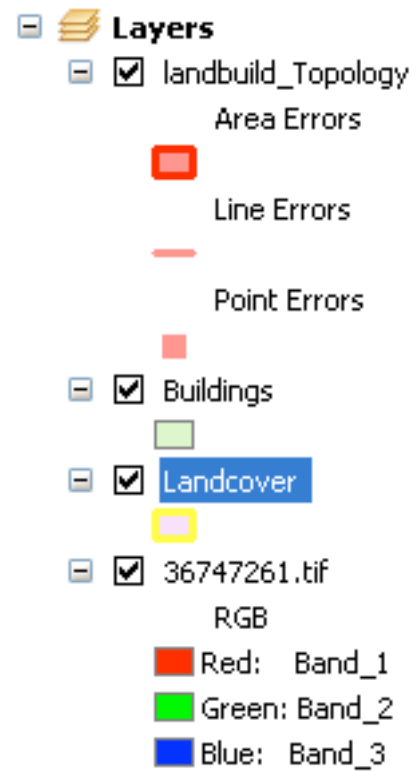 Layers
landbuild_Topology
Area Errors
Line Errors
Point Errors
Buildings
Landcover
36747261.tif
RGB
Red: Band_1
Green: Band_2
Blue: Band_3